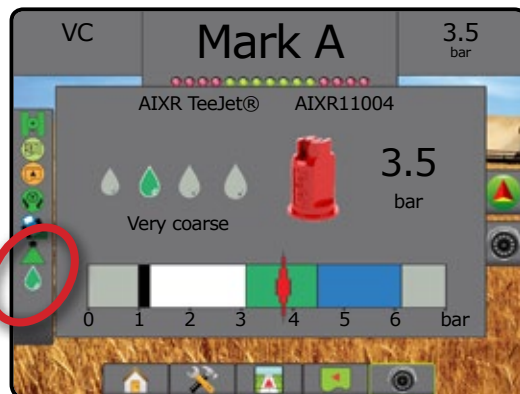 VC
Mark A
3.5
bar
AIXR TeeJet® AIXR11004
3.5
bar
Very coarse
0 1 2 3 4 5 6 bar